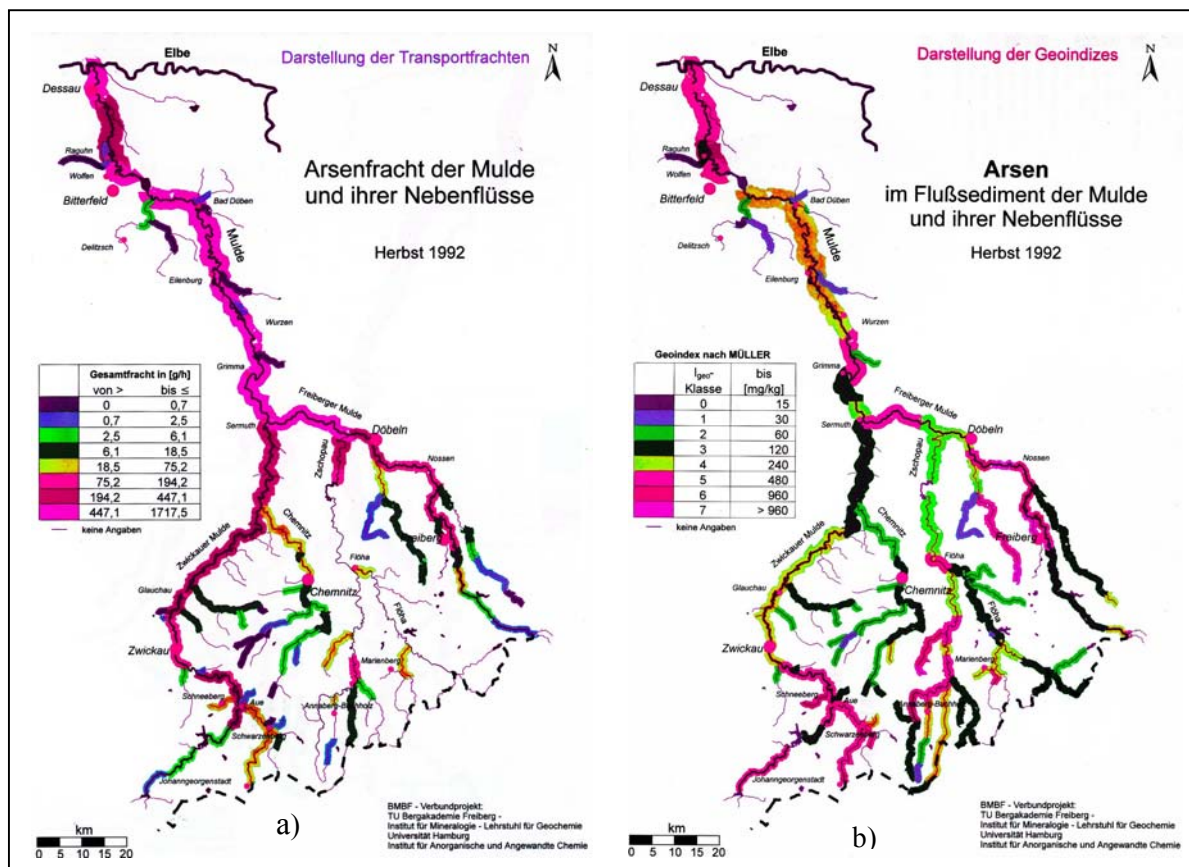 Elbe
Darstellung der Transportfrachten
N
Dessau
Arsenfracht der Mulde
und ihrer Nebenflüsse
Herbst 1992
Raguhn
Wolfen
Bitterfeld
Bad Düben
Delitzsch
Mulde
Eilenburg
Wurzen
Grimma
Gesamtfracht in [g/h]
von > bis ≤
0 0,7
0,7 2,5
2,5 6,1
6,1 18,5
18,5 75,2
75,2 194,2
194,2 447,1
447,1 1717,5
keine Angaben
Freiberger Mulde
Sermuth
Döbeln
Zschopau
Nossen
Freiberg
Chemnitz
Zwickauer Mulde
Flöha
Glauchau
Chemnitz
Flöha
Zwickau
Marienberg
Schneeberg
Aue
Annaberg-Buchholz
Schwarzenberg
Johanngeorgenstadt
km
0 5 10 15 20
a)
BMBF - Verbundprojekt:
TU Bergakademie Freiberg -
Institut für Mineralogie - Lehrstuhl für Geochemie
Universität Hamburg
Institut für Anorganische und Angewandte Chemie
Elbe
Darstellung der Geoindizes
N
Dessau
Arsen
im Flußsediment der Mulde
und ihrer Nebenflüsse
Herbst 1992
Raguhn
Wolfen
Bitterfeld
Bad Düben
Delitzsch
Mulde
Eilenburg
Wurzen
Grimma
Geoindex nach MÜLLER
Igeo- bis
Klasse [mg/kg]
0 15
1 30
2 60
3 120
4 240
5 480
6 960
7 > 960
keine Angaben
Freiberger Mulde
Sermuth
Döbeln
Zschopau
Nossen
Freiberg
Chemnitz
Zwickauer Mulde
Flöha
Glauchau
Chemnitz
Flöha
Zwickau
Marienberg
Schneeberg
Aue
Annaberg-Buchholz
Schwarzenberg
Johanngeorgenstadt
km
0 5 10 15 20
b)
BMBF - Verbundprojekt:
TU Bergakademie Freiberg -
Institut für Mineralogie - Lehrstuhl für Geochemie
Universität Hamburg
Institut für Anorganische und Angewandte Chemie